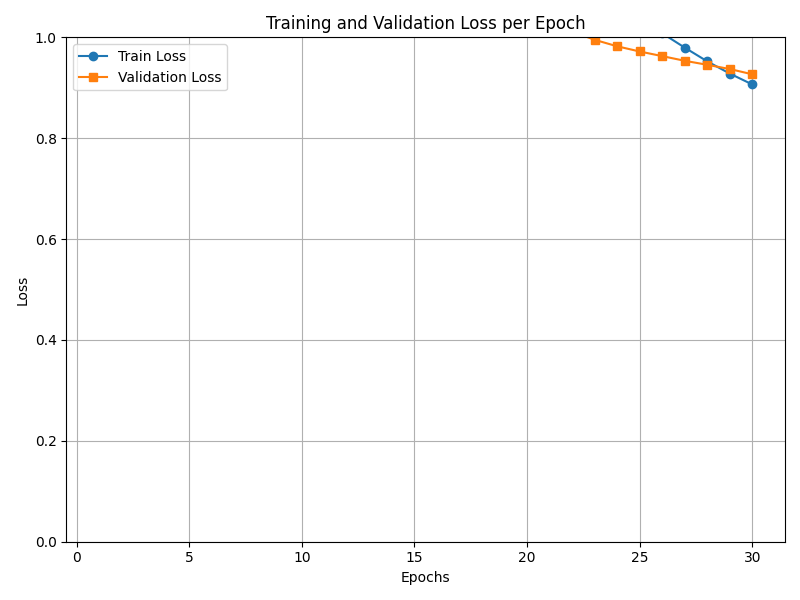 Training and Validation Loss per Epoch
1.0
Train Loss
Validation Loss
0.8
0.6
Loss
0.4
0.2
0.0
0 5 10 15 20 25 30
Epochs